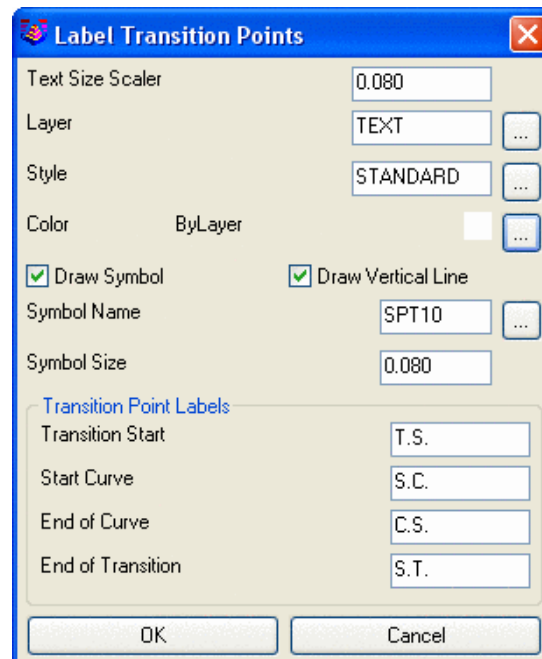 Label Transition Points
Text Size Scaler 0.080
Layer TEXT ...
Style STANDARD ...
Color ByLayer ...
Draw Symbol Draw Vertical Line
Symbol Name SPT10 ...
Symbol Size 0.080
Transition Point Labels
Transition Start T.S.
Start Curve S.C.
End of Curve C.S.
End of Transition S.T.
OK Cancel